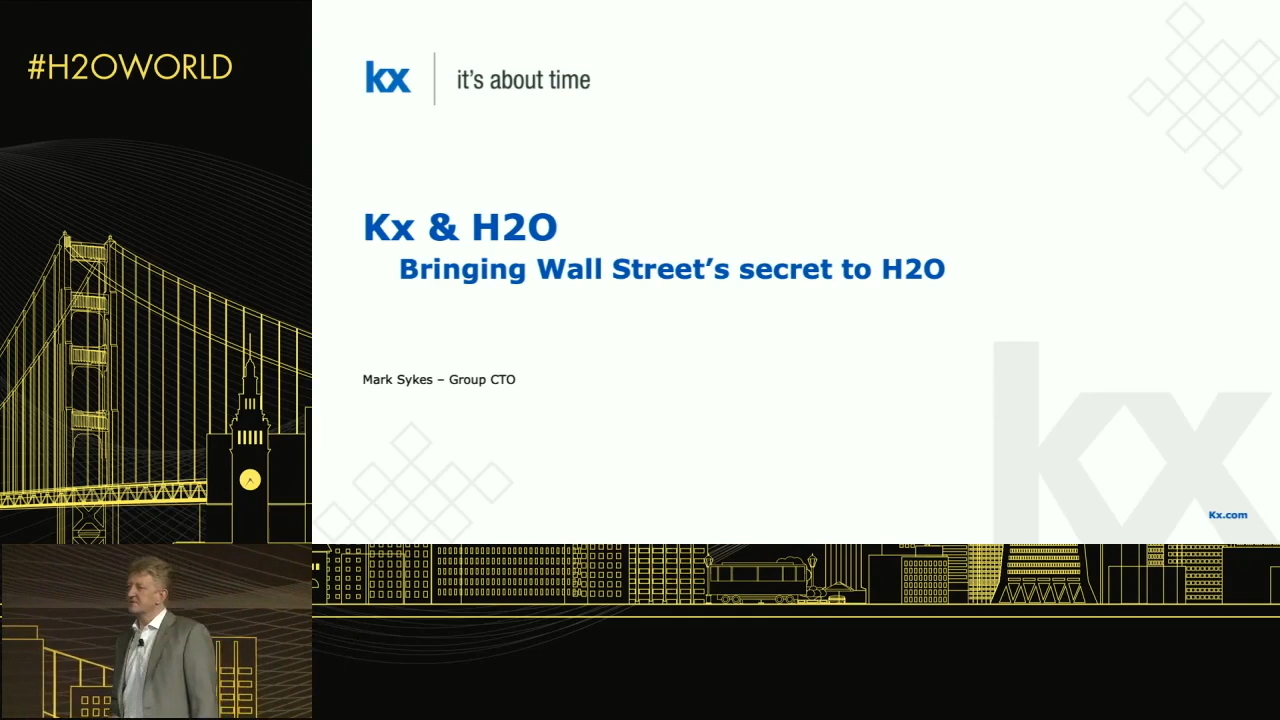 #H2OWORLD
kx it's about time
Kx & H2O
Bringing Wall Street’s secret to H2O
Mark Sykes – Group CTO
kx
Kx.com